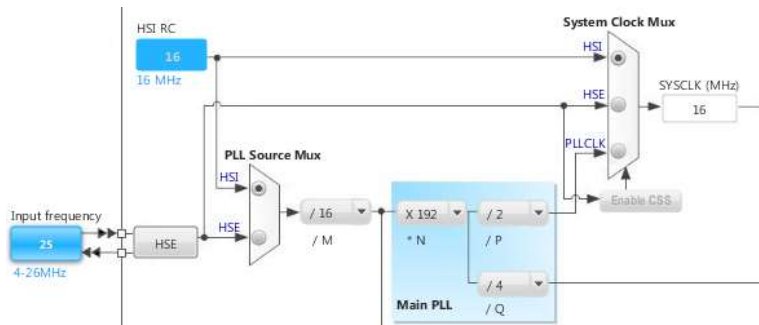 System Clock Mux
HSI RC
HSI
16
16 MHz
SYSCLK (MHz)
HSE
16
PLL Source Mux
PLLCLK
HSI
Enable CSS
Input frequency
/ 16
X 192
/ 2
25
HSE
HSE
/ M
* N
/ P
4-26MHz
/ 4
Main PLL
/ Q